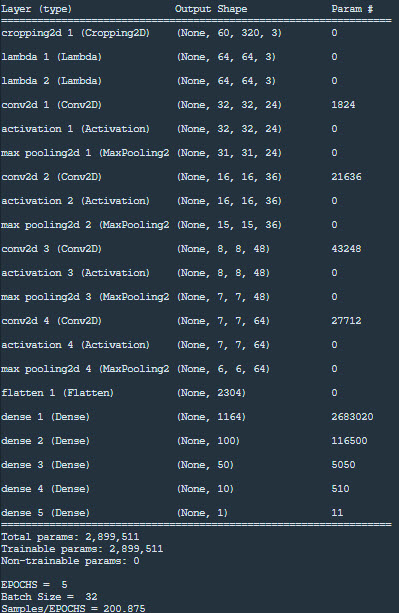 Layer (type) Output Shape Param #
cropping2d 1 (Cropping2D) (None, 60, 320, 3) 0
lambda 1 (Lambda) (None, 64, 64, 3) 0
lambda 2 (Lambda) (None, 64, 64, 3) 0
conv2d 1 (Conv2D) (None, 32, 32, 24) 1824
activation 1 (Activation) (None, 32, 32, 24) 0
max pooling2d 1 (MaxPooling2 (None, 31, 31, 24) 0
conv2d 2 (Conv2D) (None, 16, 16, 36) 21636
activation 2 (Activation) (None, 16, 16, 36) 0
max pooling2d 2 (MaxPooling2 (None, 15, 15, 36) 0
conv2d 3 (Conv2D) (None, 8, 8, 48) 43248
activation 3 (Activation) (None, 8, 8, 48) 0
max pooling2d 3 (MaxPooling2 (None, 7, 7, 48) 0
conv2d 4 (Conv2D) (None, 7, 7, 64) 27712
activation 4 (Activation) (None, 7, 7, 64) 0
max pooling2d 4 (MaxPooling2 (None, 6, 6, 64) 0
flatten 1 (Flatten) (None, 2304) 0
dense 1 (Dense) (None, 1164) 2683020
dense 2 (Dense) (None, 100) 116500
dense 3 (Dense) (None, 50) 5050
dense 4 (Dense) (None, 10) 510
dense 5 (Dense) (None, 1) 11
Total params: 2,899,511
Trainable params: 2,899,511
Non-trainable params: 0
EPOCHS = 5
Batch Size = 32
Samples/EPOCHS = 200.875